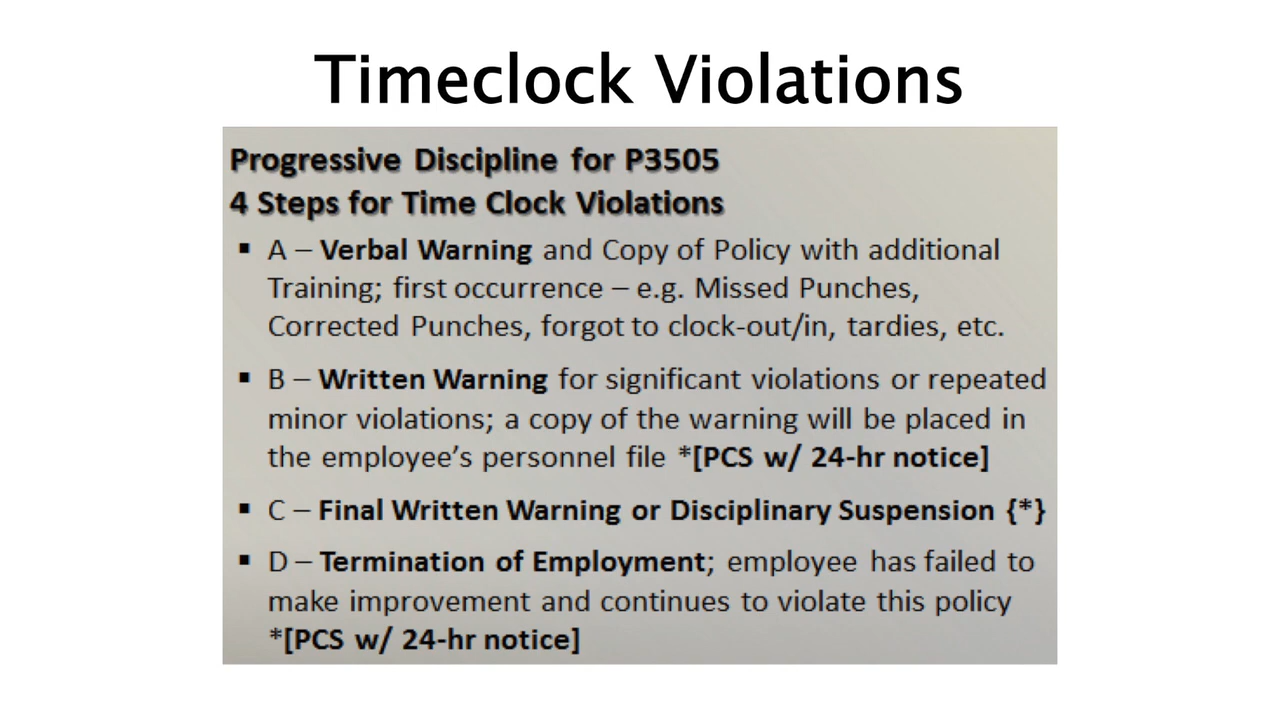 Timeclock Violations
Progressive Discipline for P3505
4 Steps for Time Clock Violations
▪ A – Verbal Warning and Copy of Policy with additional
Training; first occurrence – e.g. Missed Punches,
Corrected Punches, forgot to clock-out/in, tardies, etc.
▪ B – Written Warning for significant violations or repeated
minor violations; a copy of the warning will be placed in
the employee's personnel file *[PCS w/ 24-hr notice]
▪ C – Final Written Warning or Disciplinary Suspension {*}
▪ D – Termination of Employment; employee has failed to
make improvement and continues to violate this policy
*[PCS w/ 24-hr notice]